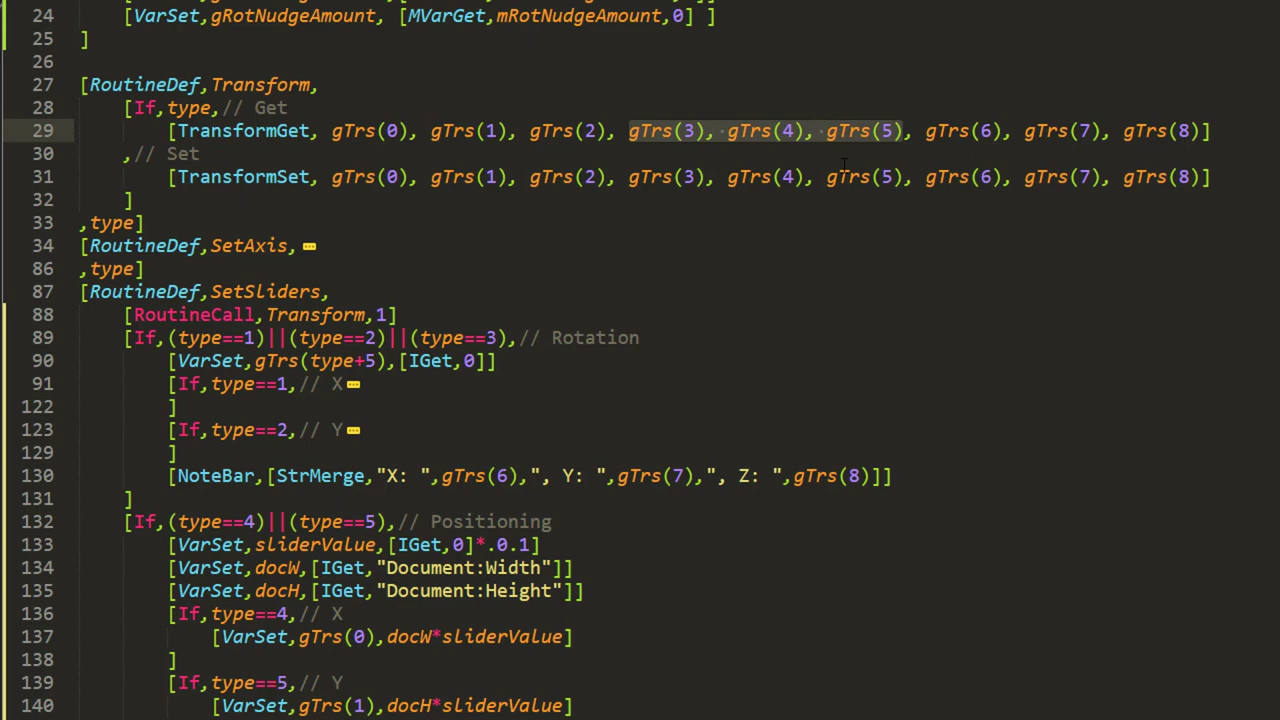 24 [VarSet,gRotNudgeAmount, [MVarGet,mRotNudgeAmount,0] ]
25 ]
26
27 [RoutineDef,Transform,
28 [If,type,// Get
29 [TransformGet, gTrs(0), gTrs(1), gTrs(2), gTrs(3), gTrs(4), gTrs(5), gTrs(6), gTrs(7), gTrs(8)]
30 ,// Set
31 [TransformSet, gTrs(0), gTrs(1), gTrs(2), gTrs(3), gTrs(4), gTrs(5), gTrs(6), gTrs(7), gTrs(8)]
32 ]
33 ,type]
34 [RoutineDef,SetAxis,
86 ,type]
87 [RoutineDef,SetSliders,
88 [RoutineCall,Transform,1]
89 [If,(type==1)||(type==2)||(type==3),// Rotation
90 [VarSet,gTrs(type+5),[IGet,0]]
91 [If,type==1,// X
122 ]
123 [If,type==2,// Y
129 ]
130 [NoteBar,[StrMerge,"X: ",gTrs(6),", Y: ",gTrs(7),", Z: ",gTrs(8)]]
131 ]
132 [If,(type==4)||(type==5),// Positioning
133 [VarSet,sliderValue,[IGet,0]*.0.1]
134 [VarSet,docW,[IGet,"Document:Width"]]
135 [VarSet,docH,[IGet,"Document:Height"]]
136 [If,type==4,// X
137 [VarSet,gTrs(0),docW*sliderValue]
138 ]
139 [If,type==5,// Y
140 [VarSet,gTrs(1),docH*sliderValue]